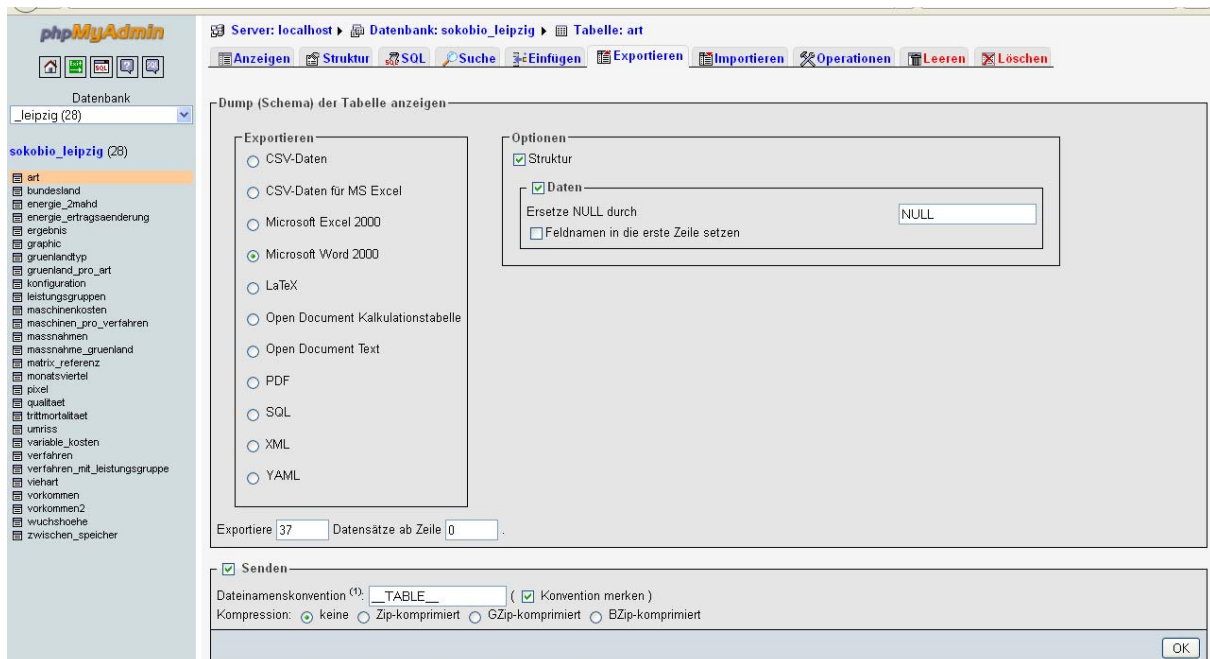 phpMyAdmin
Datenbank
_leipzig (28)
sokobio_leipzig (28)
art
bundesland
energie_2mahd
energie_ertragsaenderung
ergebnis
graphic
gruenlandtyp
gruenland_pro_art
konfiguration
leistungsgruppen
maschinenkosten
maschinen_pro_verfahren
massnahmen
massnahme_gruenland
matrix_referenz
monatsviertel
pixel
qualitaet
trittmortalitaet
umriss
variable_kosten
verfahren
verfahren_mit_leistungsgruppe
viehart
vorkommen
vorkommen2
wuchshoehe
zwischen_speicher
Server: localhost Datenbank: sokobio_leipzig Tabelle: art
Anzeigen Struktur SQL Suche Einfügen Exportieren Importieren Operationen Leeren Löschen
Dump (Schema) der Tabelle anzeigen
Exportieren
CSV-Daten
CSV-Daten für MS Excel
Microsoft Excel 2000
Microsoft Word 2000
LaTeX
Open Document Kalkulationstabelle
Open Document Text
PDF
SQL
XML
YAML
Optionen
Struktur
Daten
Ersetze NULL durch NULL
Feldnamen in die erste Zeile setzen
Exportiere 37 Datensätze ab Zeile 0 .
Senden
Dateinamenskonvention (1): __TABLE__ ( Konvention merken )
Kompression: keine Zip-komprimiert GZip-komprimiert BZip-komprimiert
OK